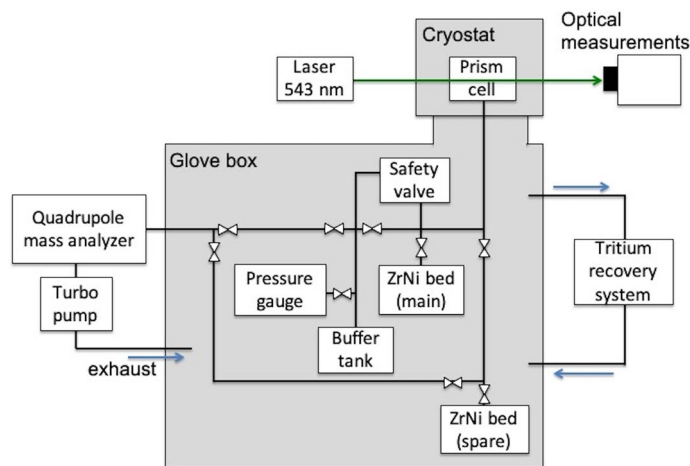 Optical
measurements
Cryostat
Laser
543 nm
Prism
cell
Glove box
Safety
valve
Quadrupole
mass analyzer
Pressure
gauge
ZrNi bed
(main)
Tritium
recovery
system
Turbo
pump
Buffer
tank
exhaust
ZrNi bed
(spare)